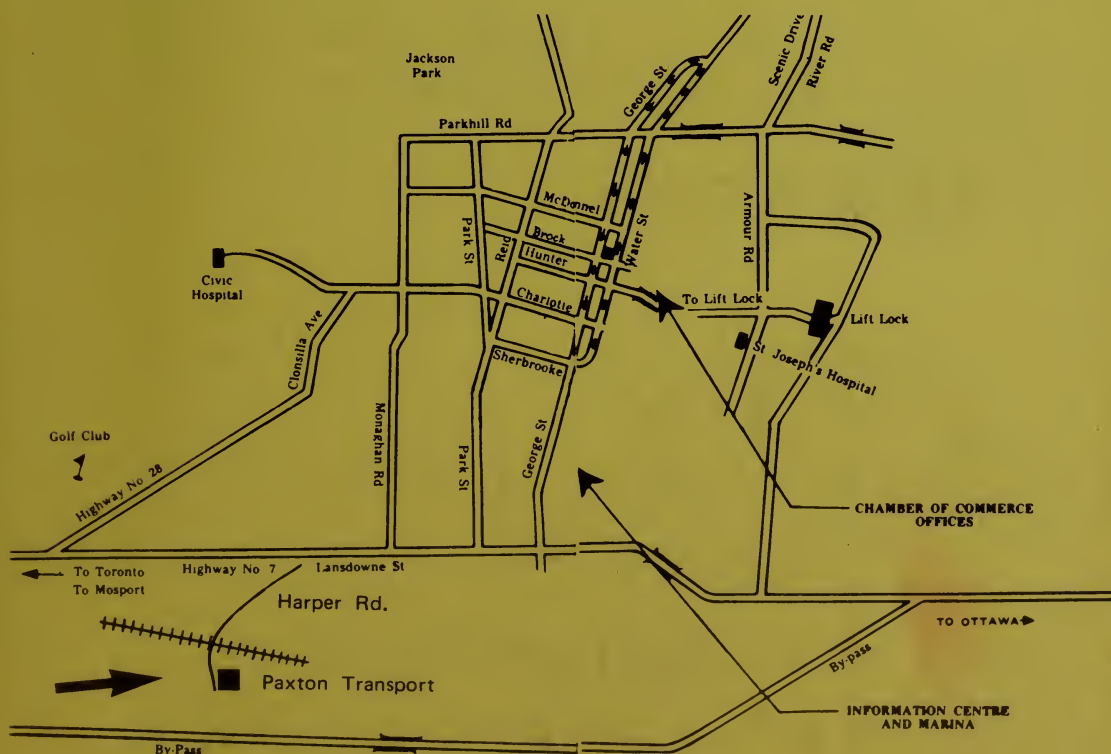 Jackson
Park
George St
Scenic Drive
River Rd
Parkhill Rd
McDonnel
Armour Rd
Park St
Reid
Brock
Hunter
Water St
Civic
Hospital
Charlotte
To Lift Lock
Lift Lock
St Joseph's Hospital
Sherbrooke
Clonsilla Ave
Monaghan Rd
Park St
George St
Golf Club
Highway No 28
CHAMBER OF COMMERCE
OFFICES
To Toronto
To Mosport
Highway No 7
Lansdowne St
Harper Rd.
TO OTTAWA
Paxton Transport
By-pass
INFORMATION CENTRE
AND MARINA
By-Pass